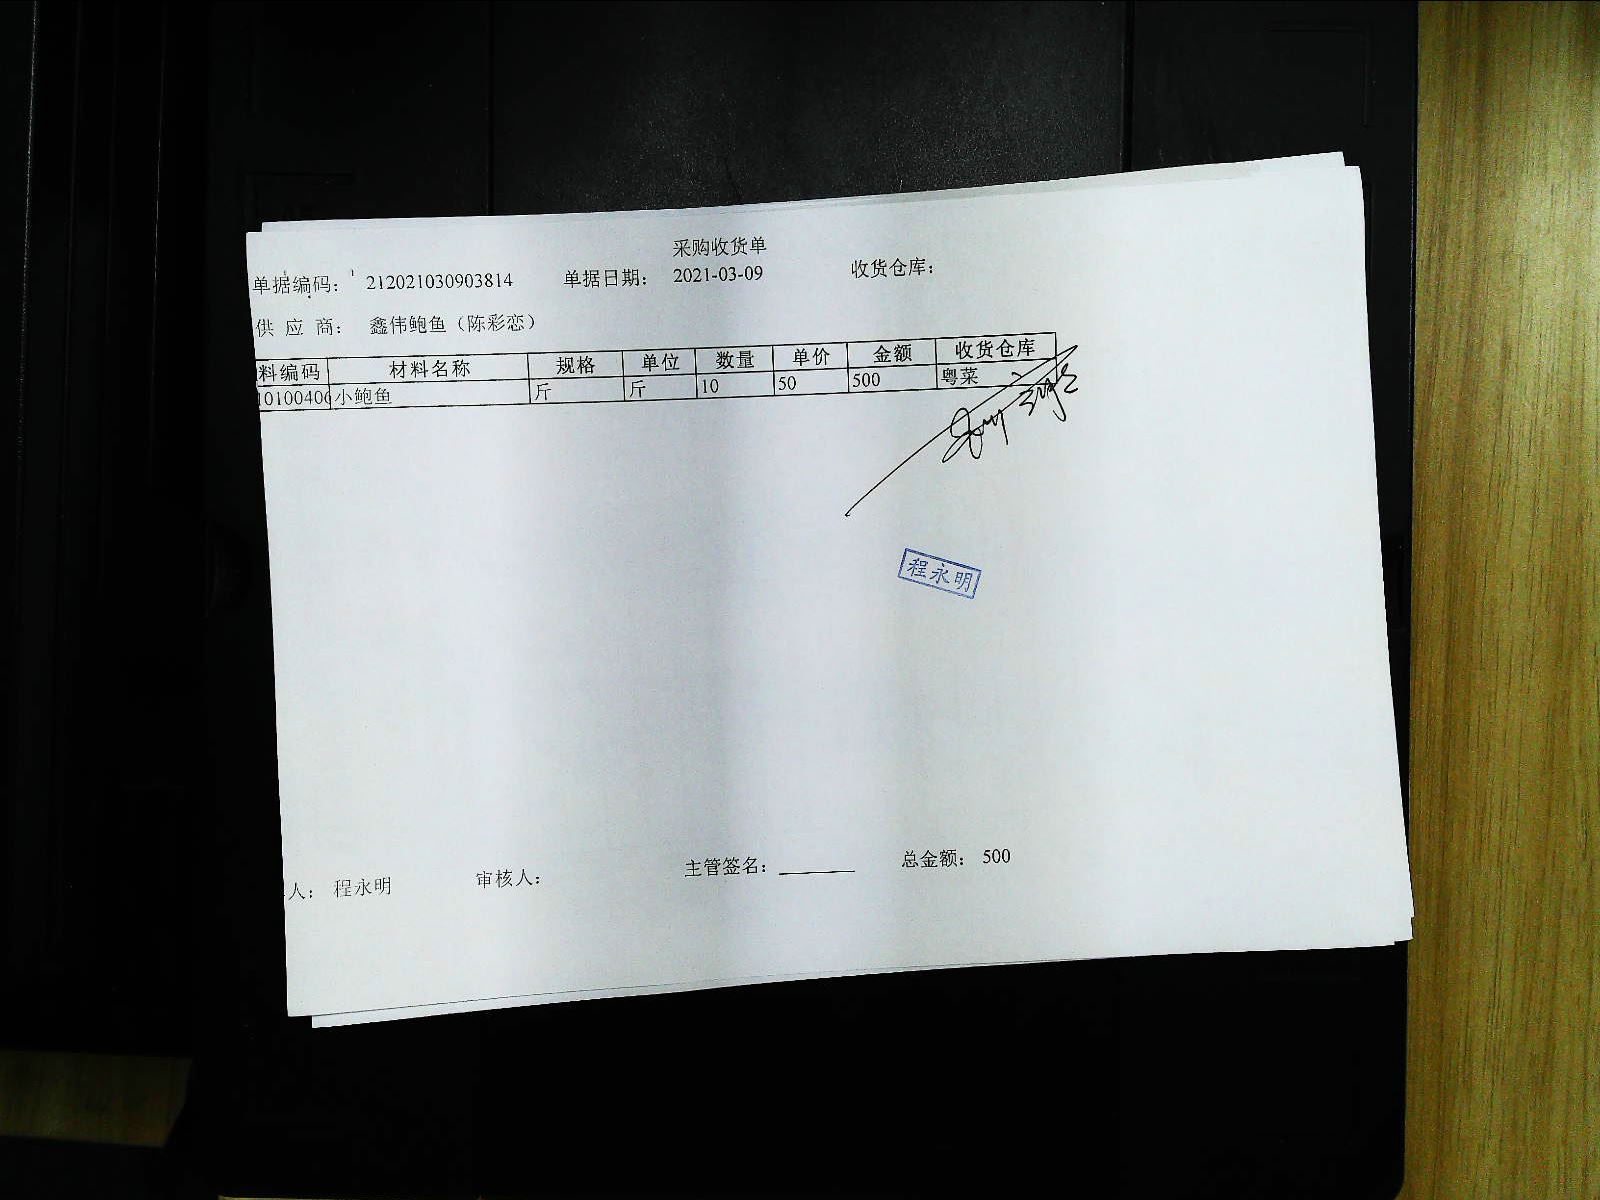 采购收货单
单据编码： 212021030903814 单据日期： 2021-03-09 收货仓库：
供 应 商： 鑫伟鲍鱼（陈彩恋）
料编码 材料名称 规格 单位 数量 单价 金额 收货仓库
10100406 小鲍鱼 斤 斤 10 50 500 粤菜
程永明
人： 程永明 审核人： 主管签名： 总金额： 500